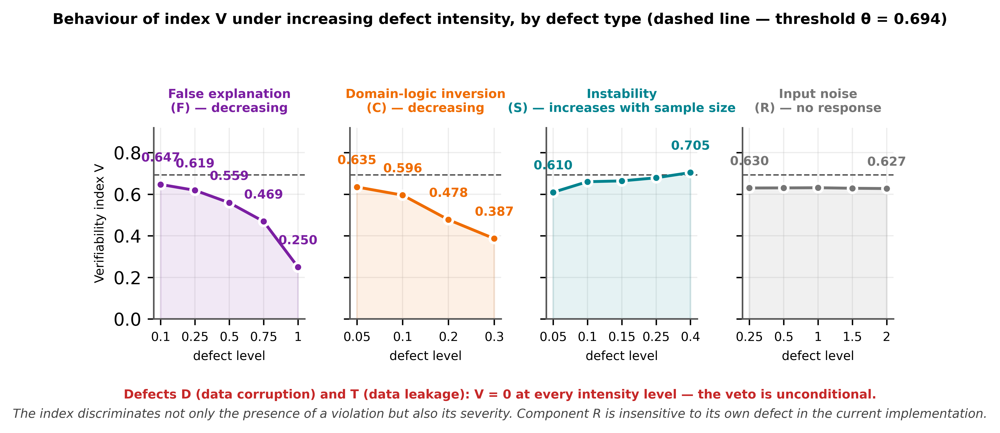 Behaviour of index V under increasing defect intensity, by defect type (dashed line — threshold θ = 0.694)
False explanation
(F) — decreasing
Domain-logic inversion
(C) — decreasing
Instability
(S) — increases with sample size
Input noise
(R) — no response
Verifiability index V
0.8
0.6
0.4
0.2
0.0
0.647
0.619
0.559
0.469
0.250
0.1 0.25 0.5 0.75 1
defect level
0.635
0.596
0.478
0.387
0.05 0.1 0.2 0.3
defect level
0.610
0.705
0.05 0.1 0.15 0.25 0.4
defect level
0.630
0.627
0.25 0.5 1 1.5 2
defect level
Defects D (data corruption) and T (data leakage): V = 0 at every intensity level — the veto is unconditional.
The index discriminates not only the presence of a violation but also its severity. Component R is insensitive to its own defect in the current implementation.